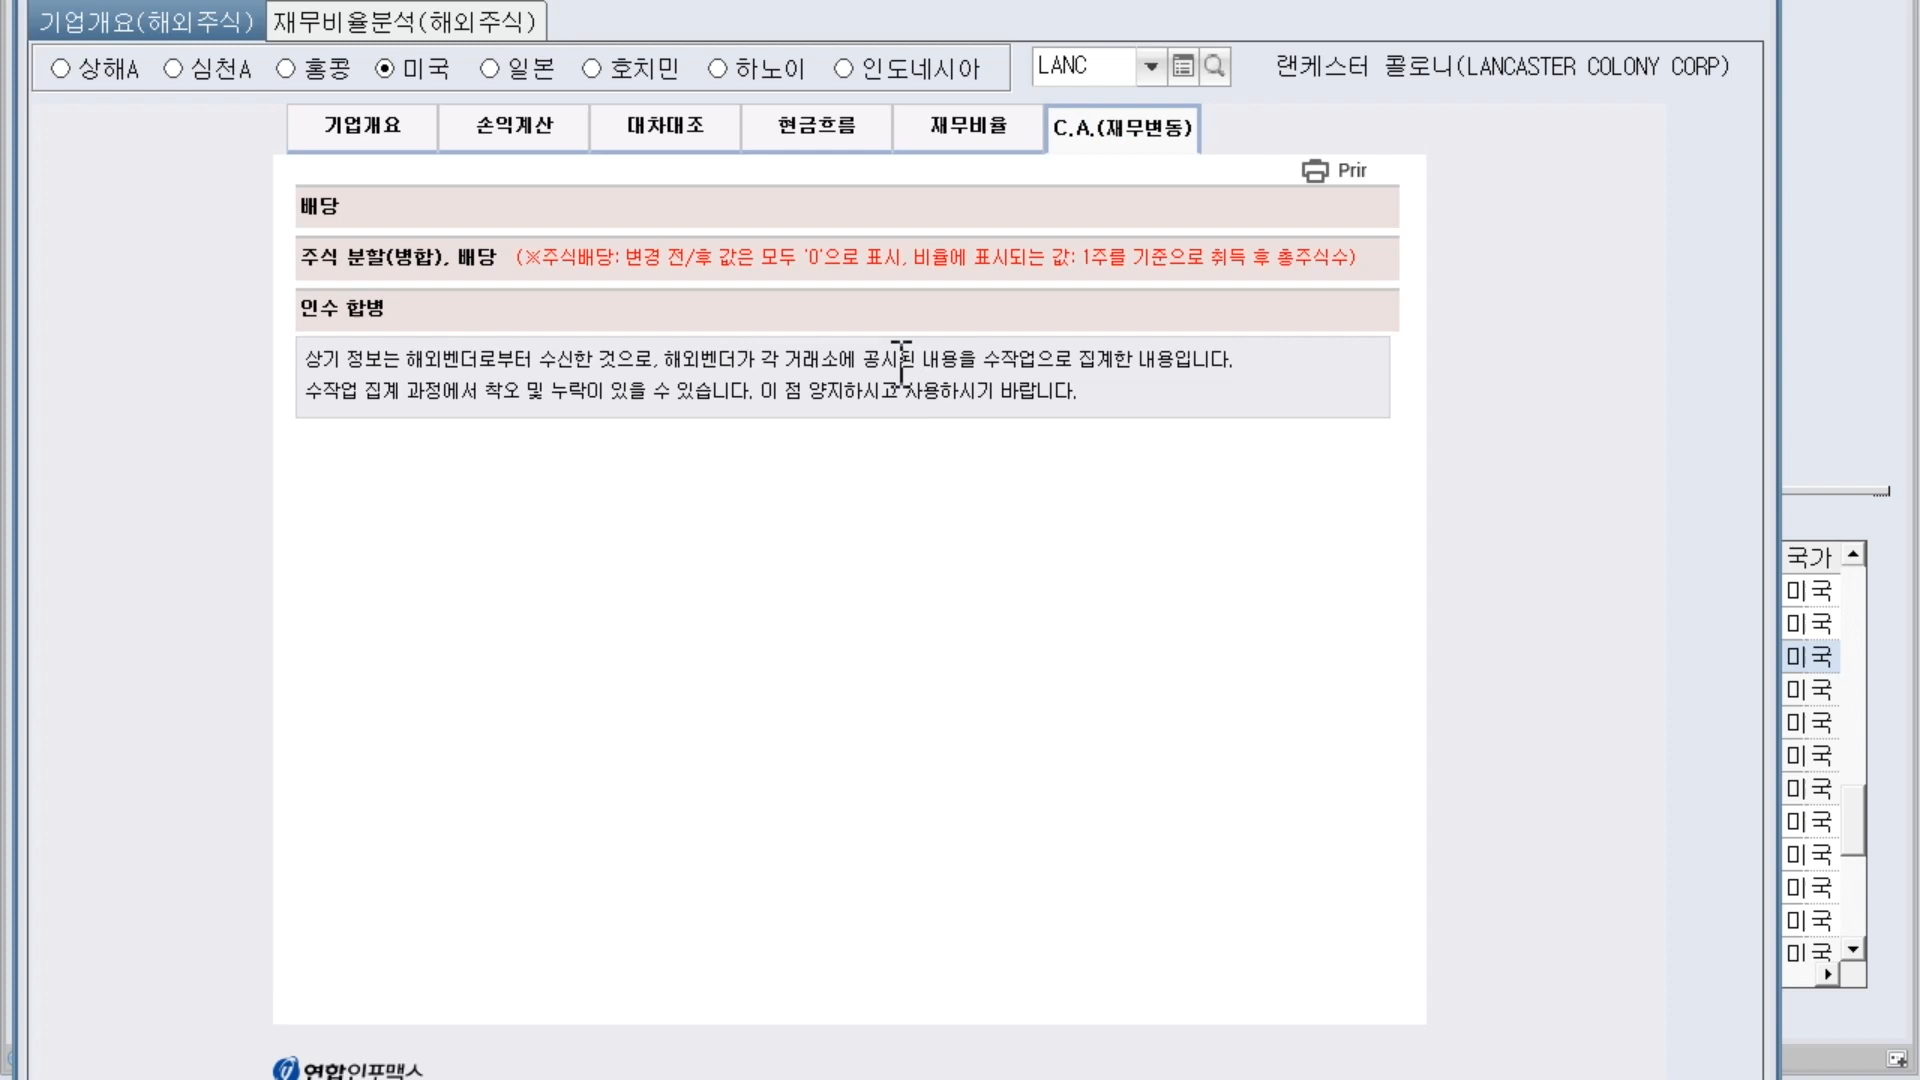 기업개요(해외주식) 재무비율분석(해외주식)
상해A 심천A 홍콩 미국 일본 호치민 하노이 인도네시아 LANC 랜케스터 콜로니(LANCASTER COLONY CORP)
기업개요 손익계산 대차대조 현금흐름 재무비율 C.A.(재무변동)
Prir
배당
주식 분할(병합), 배당 (※주식배당: 변경 전/후 값은 모두 '0'으로 표시, 비율에 표시되는 값: 1주를 기준으로 취득 후 총주식수)
인수 합병
상기 정보는 해외벤더로부터 수신한 것으로, 해외벤더가 각 거래소에 공시된 내용을 수작업으로 집계한 내용입니다.
수작업 집계 과정에서 착오 및 누락이 있을 수 있습니다. 이 점 양지하시고 사용하시기 바랍니다.
국가
미국
미국
미국
미국
미국
미국
미국
미국
미국
미국
미국
미국
연합인포맥스